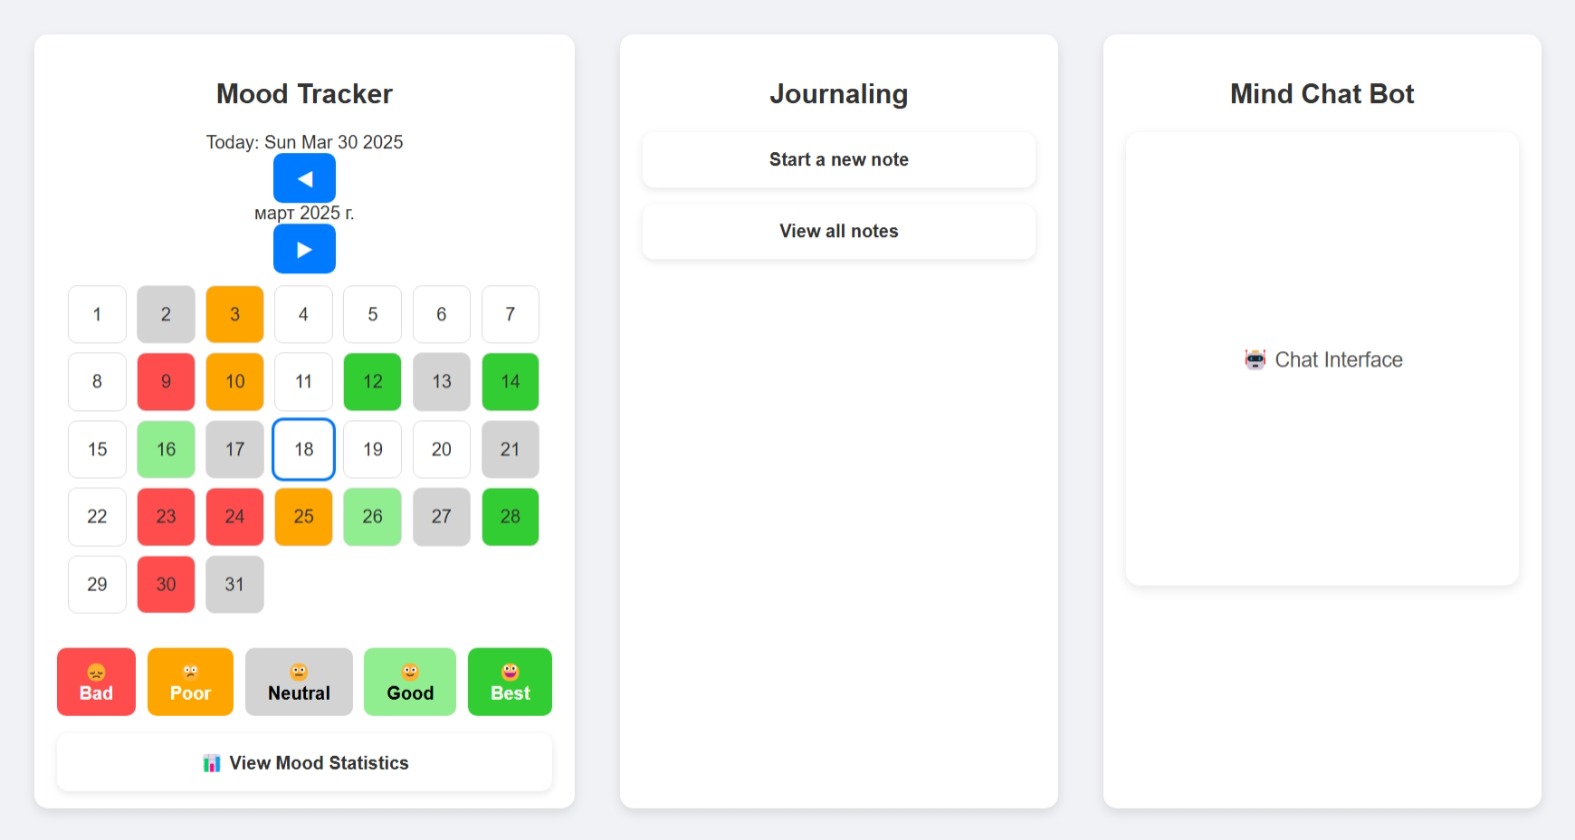 Mood Tracker
Today: Sun Mar 30 2025
◀
март 2025 г.
▶
1 2 3 4 5 6 7
8 9 10 11 12 13 14
15 16 17 18 19 20 21
22 23 24 25 26 27 28
29 30 31
Bad Poor Neutral Good Best
View Mood Statistics
Journaling
Start a new note
View all notes
Mind Chat Bot
Chat Interface